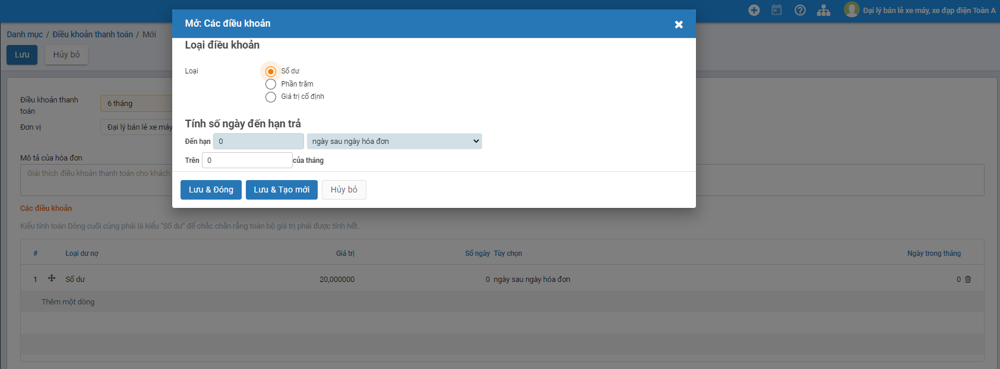 Đại lý bán lẻ xe máy, xe đạp điện Toàn A
Mở: Các điều khoản
Danh mục / Điều khoản thanh toán / Mới
Lưu Hủy bỏ
Loại điều khoản
Loại
Số dư
Phần trăm
Giá trị cố định
Điều khoản thanh toán
6 tháng
Đơn vị
Đại lý bán lẻ xe máy
Tính số ngày đến hạn trả
Đến hạn 0 ngày sau ngày hóa đơn
Trên 0 của tháng
Mô tả của hóa đơn
Giải thích điều khoản thanh toán cho khách
Lưu & Đóng Lưu & Tạo mới Hủy bỏ
Các điều khoản
Kiểu tính toán Dòng cuối cùng phải là kiểu "Số dư" để chắc chắn rằng toàn bộ giá trị phải được tính hết.
# Loại dư nợ Giá trị Số ngày Tùy chọn Ngày trong tháng
1 Số dư 20,000000 0 ngày sau ngày hóa đơn 0
Thêm một dòng